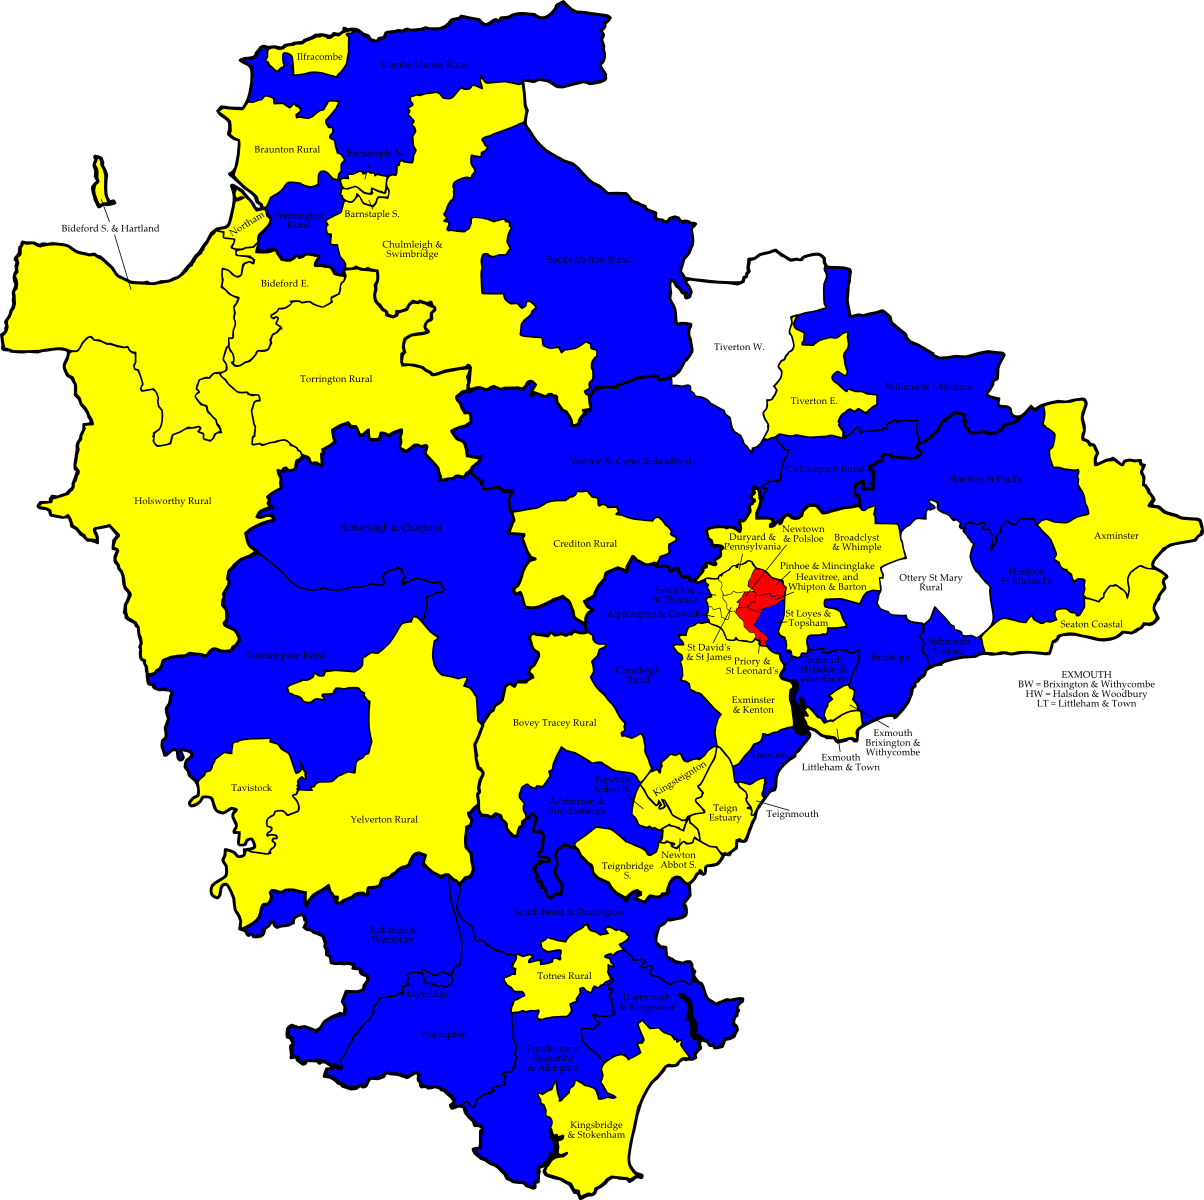 Ilfracombe
Combe Martin Rural
Braunton Rural
Barnstaple N.
Barnstaple S.
Fremington
Rural
Northam
Bideford S. & Hartland
Chulmleigh &
Swimbridge
South Molton Rural
Bideford E.
Tiverton W.
Torrington Rural
Willand & Uffculme
Tiverton E.
Newton St Cyres & Sandford
Cullompton Rural
Honiton St Paul's
Holsworthy Rural
Hatherleigh & Chagford
Crediton Rural
Duryard &
Pennsylvania
Newtown
& Polsloe
Broadclyst
& Whimple
Axminster
Pinhoe & Mincinglake
Heavitree, and
Whipton & Barton
Ottery St Mary
Rural
Honiton
St Michael's
Exwick &
St Thomas
Alphington & Cowick
St Loyes &
Topsham
Seaton Coastal
St David's
& St James
Priory &
St Leonard's
Exmouth
Halsdon &
Woodbury
Budleigh
Sidmouth
Sidford
Okehampton Rural
Chudleigh
Rural
Exminster
& Kenton
EXMOUTH
BW = Brixington & Withycombe
HW = Halsdon & Woodbury
LT = Littleham & Town
Bovey Tracey Rural
Exmouth
Brixington &
Withycombe
Exmouth
Littleham & Town
Dawlish
Tavistock
Newton
Abbot N.
Kingsteignton
Ashburton &
Buckfastleigh
Teign
Estuary
Teignmouth
Yelverton Rural
Teignbridge
S.
Newton
Abbot S.
South Brent & Dartington
Bickleigh &
Wembury
Totnes Rural
Ivybridge
Dartmouth
& Kingswear
Yealmpton
Thurlestone,
Salcombe
& Allington
Kingsbridge
& Stokenham